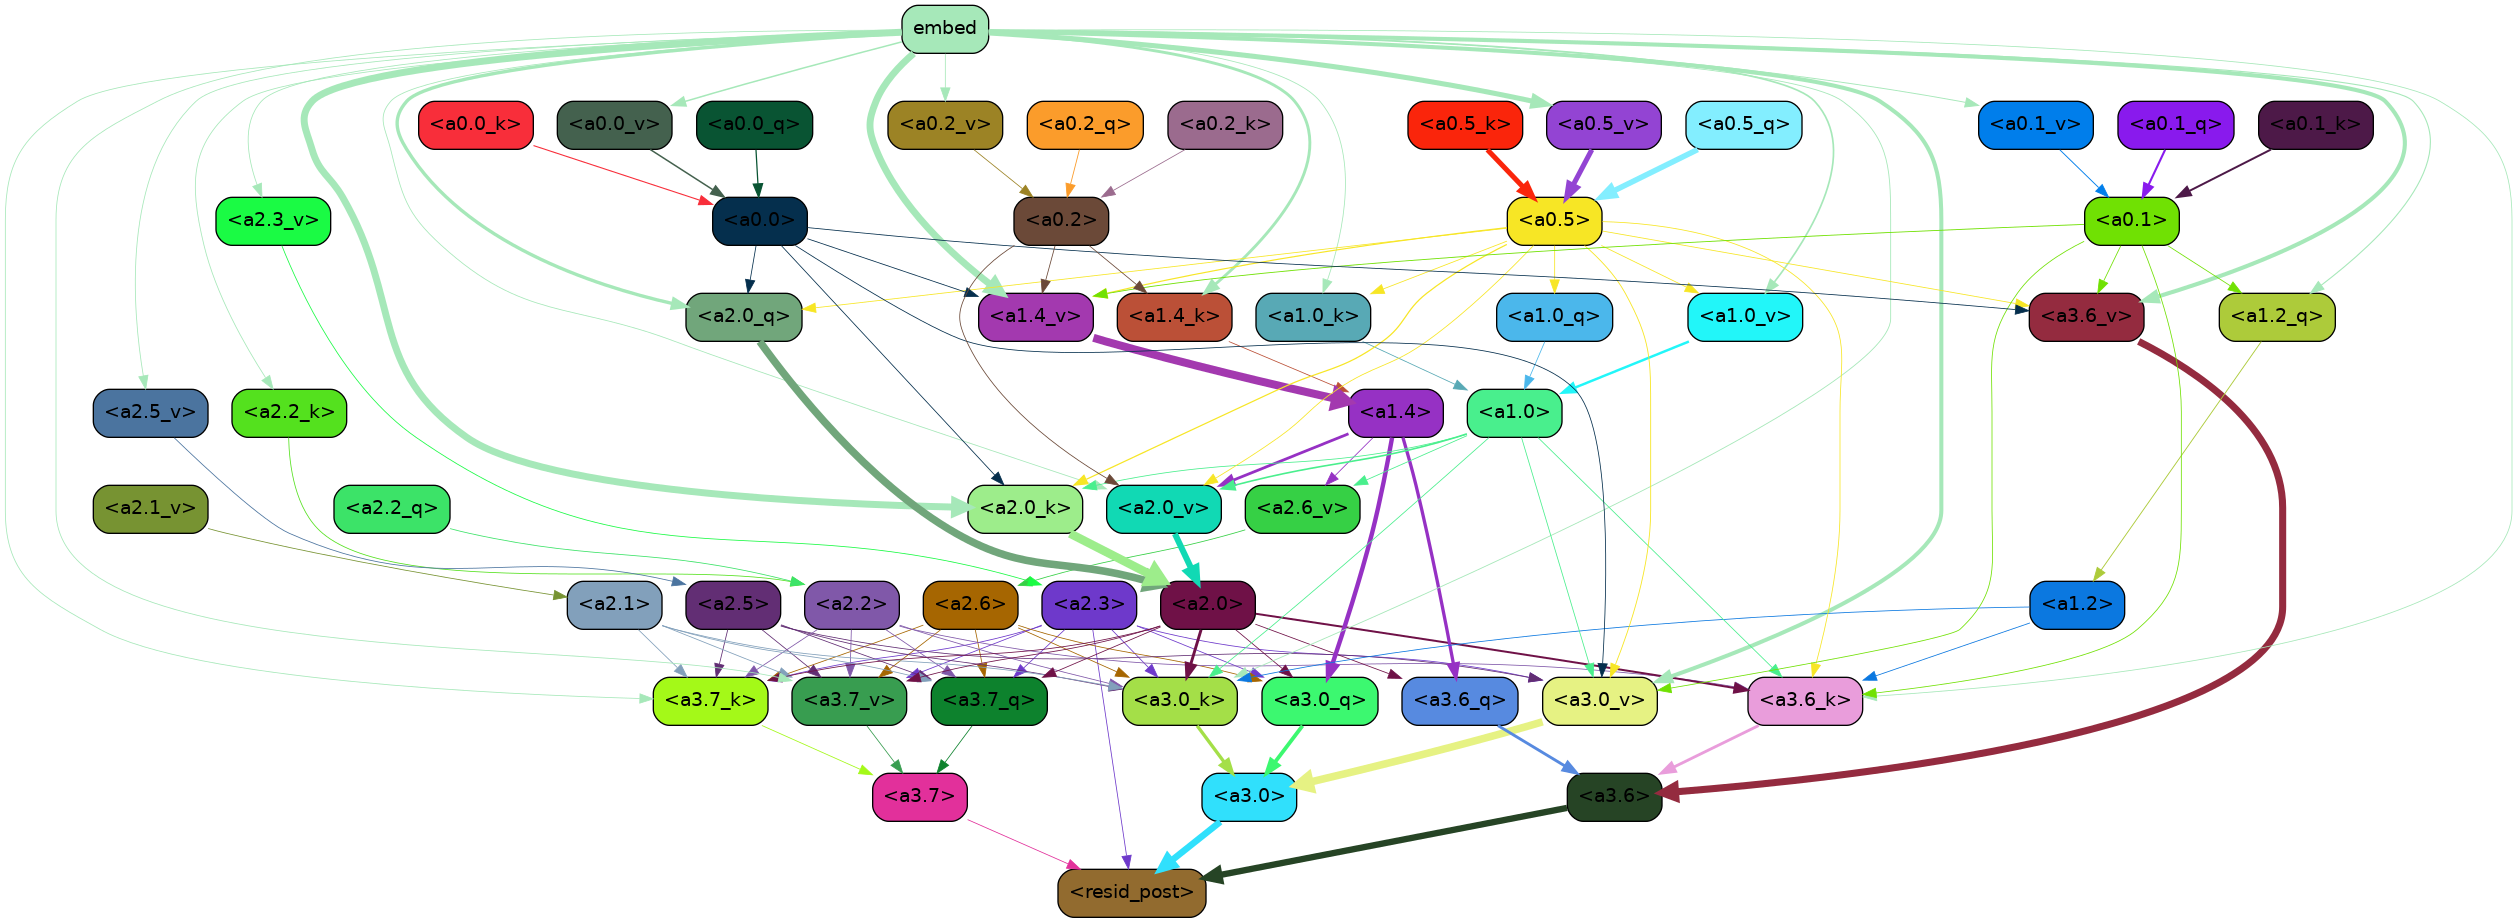 embed
<a0.0_k>
<a0.0_v>
<a0.0_q>
<a0.2_v>
<a0.2_q>
<a0.2_k>
<a0.5_k>
<a0.5_v>
<a0.5_q>
<a0.1_v>
<a0.1_q>
<a0.1_k>
<a2.3_v>
<a0.0>
<a0.2>
<a0.5>
<a0.1>
<a2.0_q>
<a1.4_v>
<a1.4_k>
<a1.0_k>
<a1.0_q>
<a1.0_v>
<a3.6_v>
<a1.2_q>
<a2.5_v>
<a2.2_k>
<a1.4>
<a1.0>
<a2.1_v>
<a2.2_q>
<a2.0_k>
<a2.0_v>
<a2.6_v>
<a2.1>
<a2.5>
<a2.2>
<a2.6>
<a2.3>
<a2.0>
<a1.2>
<a3.7_k>
<a3.7_v>
<a3.7_q>
<a3.0_k>
<a3.0_q>
<a3.6_q>
<a3.0_v>
<a3.6_k>
<a3.7>
<a3.0>
<a3.6>
<resid_post>